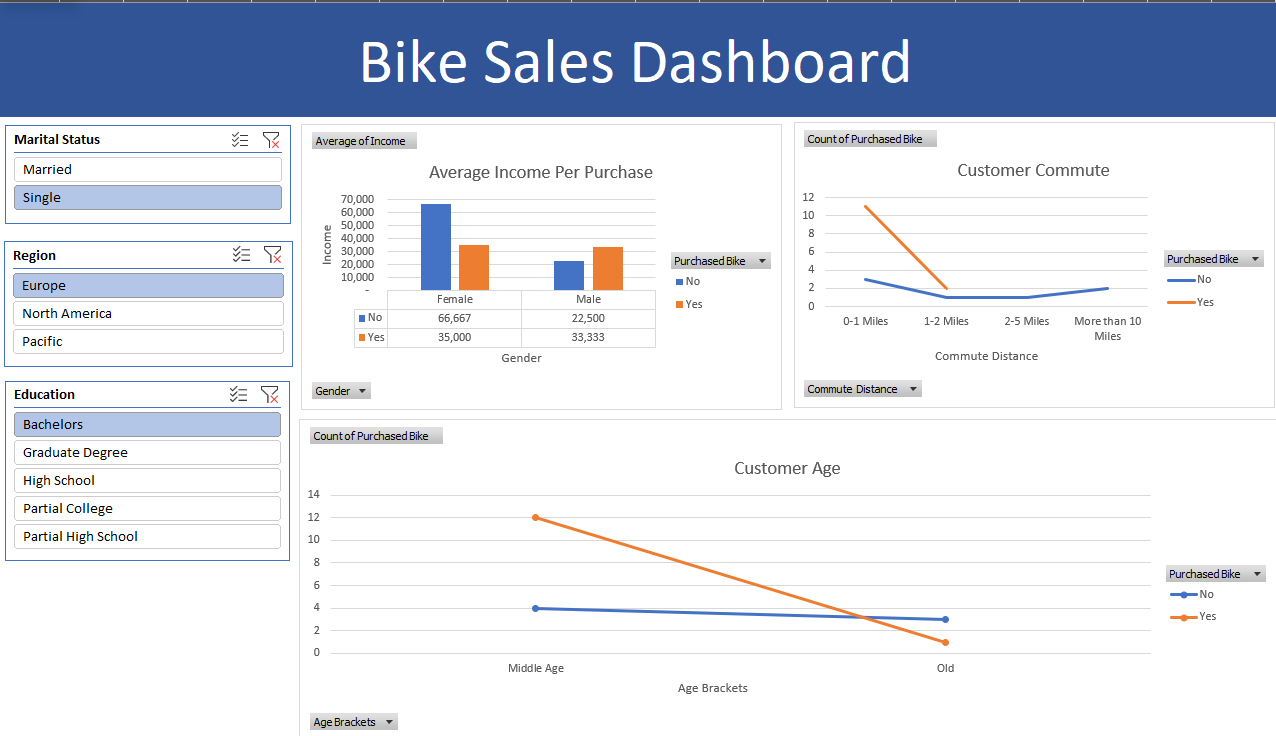 Bike Sales Dashboard
Marital Status
Married
Single
Region
Europe
North America
Pacific
Education
Bachelors
Graduate Degree
High School
Partial College
Partial High School
Average of Income
Average Income Per Purchase
Income
70,000
60,000
50,000
40,000
30,000
20,000
10,000
-
Female Male
No 66,667 22,500
Yes 35,000 33,333
Gender
Purchased Bike
No
Yes
Gender
Count of Purchased Bike
Customer Commute
12
10
8
6
4
2
0
0-1 Miles 1-2 Miles 2-5 Miles More than 10
Miles
Commute Distance
Purchased Bike
No
Yes
Commute Distance
Count of Purchased Bike
Customer Age
14
12
10
8
6
4
2
0
Middle Age Old
Age Brackets
Purchased Bike
No
Yes
Age Brackets